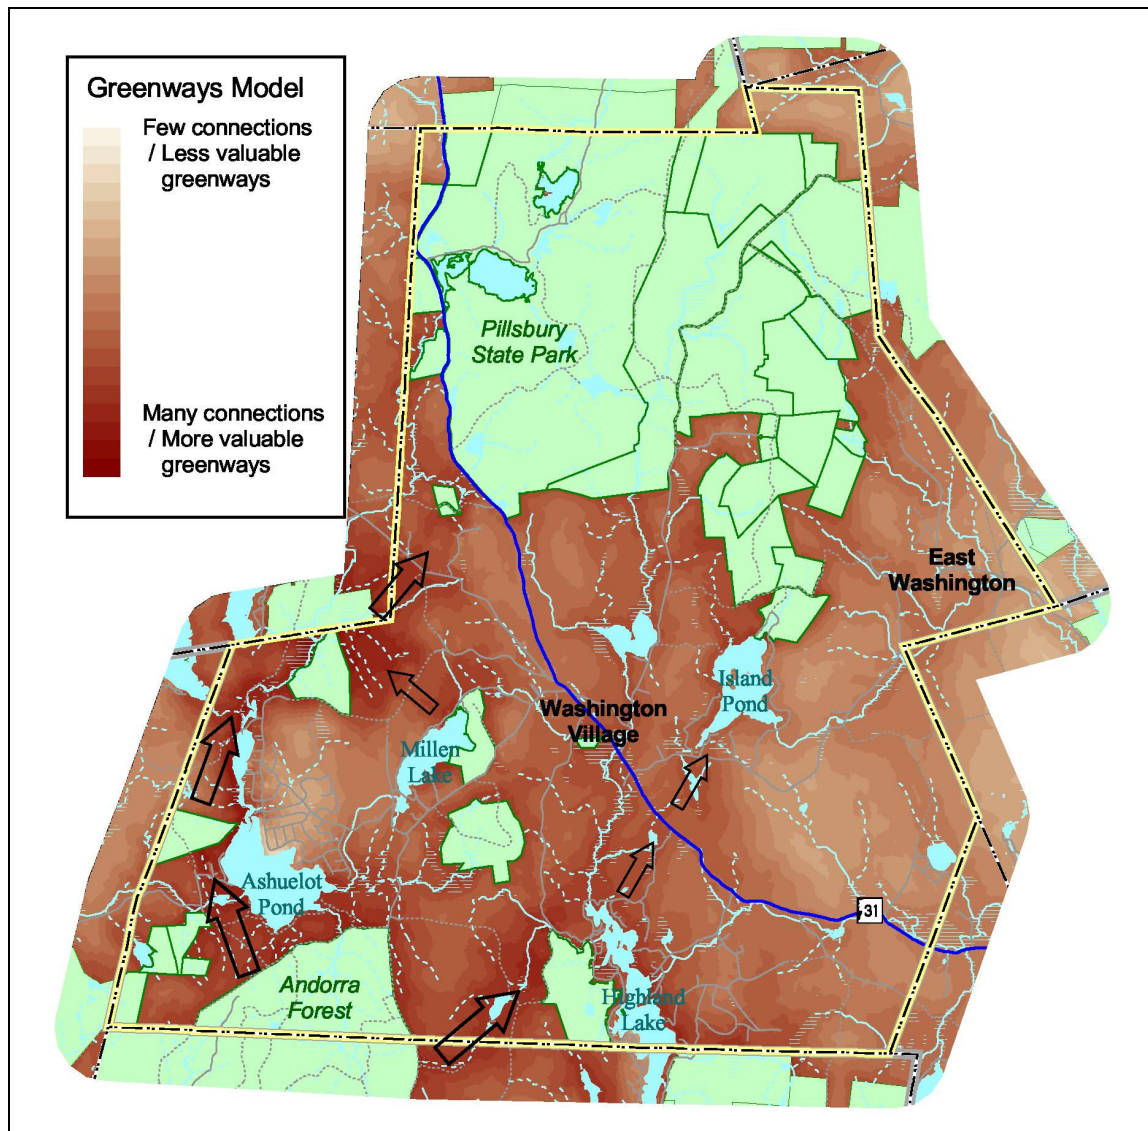 Greenways Model
Few connections
/ Less valuable
greenways
Many connections
/ More valuable
greenways
Pillsbury
State Park
East
Washington
Island
Pond
Washington
Village
Millen
Lake
Ashuelot
Pond
31
Andorra
Forest
Highland
Lake